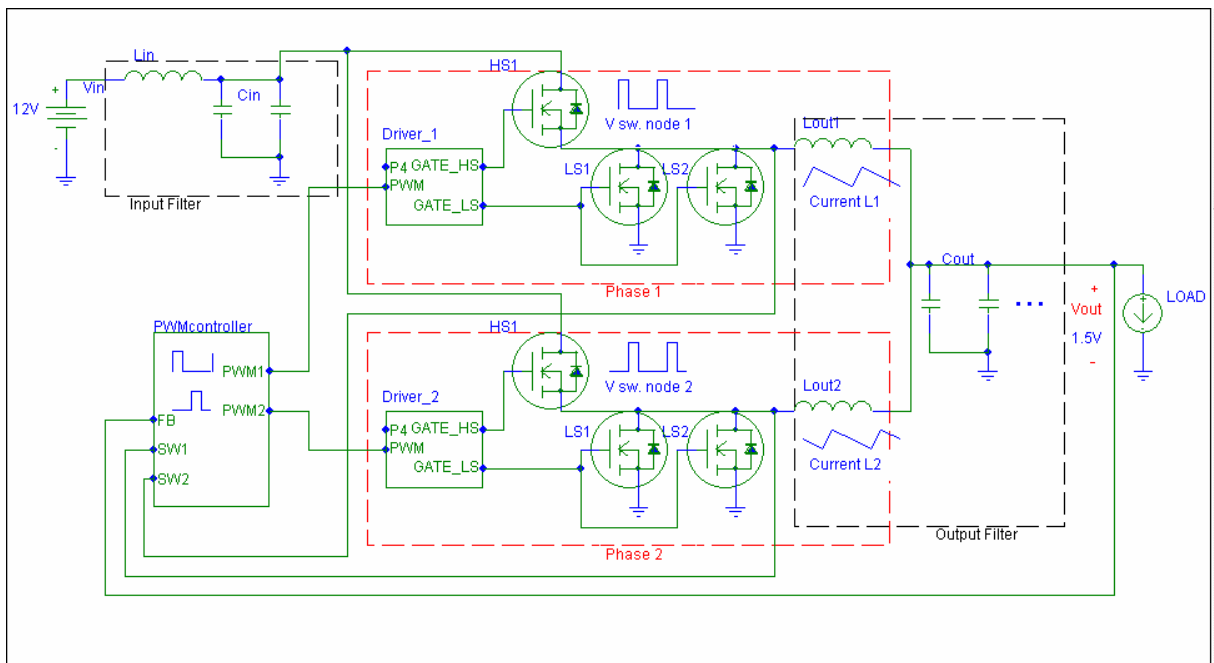 Lin
HS1
Vin
Cin
12V
+
-
V sw. node 1
Lout1
Driver_1
P4 GATE_HS
PWM
GATE_LS
LS1
LS2
Input Filter
Current L1
Cout
LOAD
Phase 1
+
Vout
1.5V
-
PWMcontroller
HS1
PWM1
V sw. node 2
Lout2
Driver_2
PWM2
FB
P4 GATE_HS
PWM
GATE_LS
LS1
LS2
SW1
Current L2
SW2
Output Filter
Phase 2